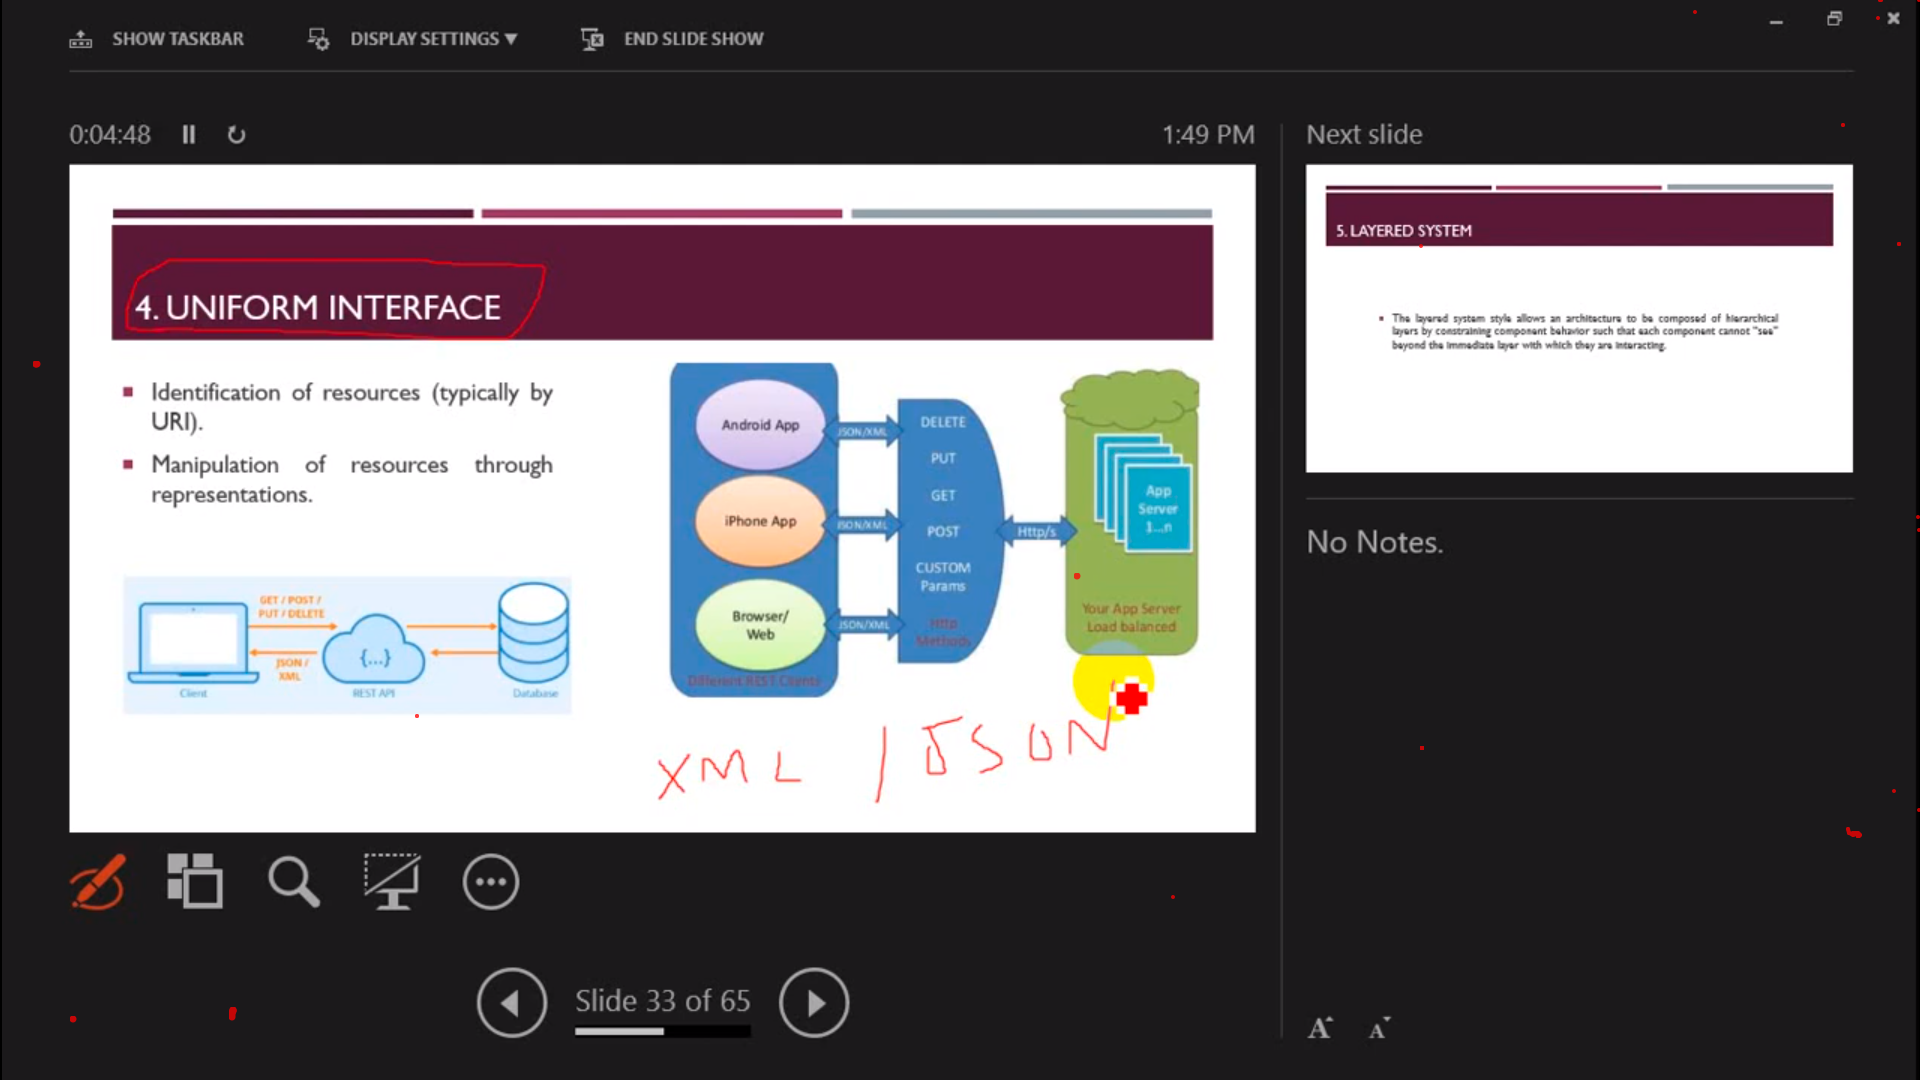 SHOW TASKBAR
DISPLAY SETTINGS ▼
END SLIDE SHOW
0:04:48
1:49 PM
4. UNIFORM INTERFACE
Identification of resources (typically by
URI).
Manipulation of resources through
representations.
GET / POST /
PUT / DELETE
JSON /
XML
{...}
Client
REST API
Database
Android App
iPhone App
Browser/
Web
Different REST Clients
JSON/XML
JSON/XML
JSON/XML
DELETE
PUT
GET
POST
CUSTOM
Params
Http
Methods
Http/s
App
Server
1...n
Your App Server
Load balanced
XML / JSON
Next slide
5. LAYERED SYSTEM
The layered system style allows an architecture to be composed of hierarchical
layers by constraining component behavior such that each component cannot "see"
beyond the immediate layer with which they are interacting.
No Notes.
Slide 33 of 65
A A